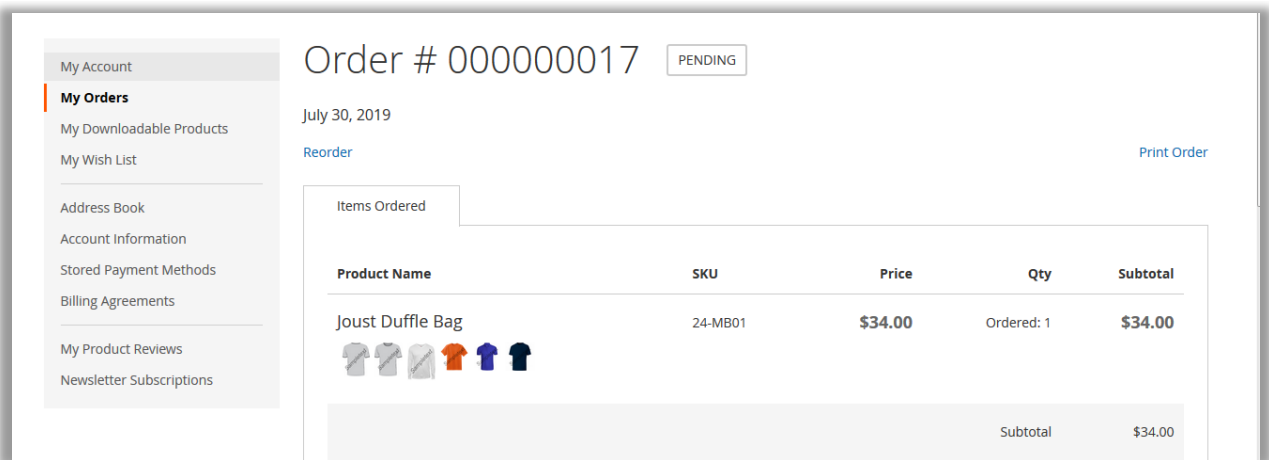 My Account
My Orders
My Downloadable Products
My Wish List
Address Book
Account Information
Stored Payment Methods
Billing Agreements
My Product Reviews
Newsletter Subscriptions
Order # 000000017 PENDING
July 30, 2019
Reorder Print Order
Items Ordered
Product Name SKU Price Qty Subtotal
Joust Duffle Bag 24-MB01 $34.00 Ordered: 1 $34.00
Subtotal $34.00